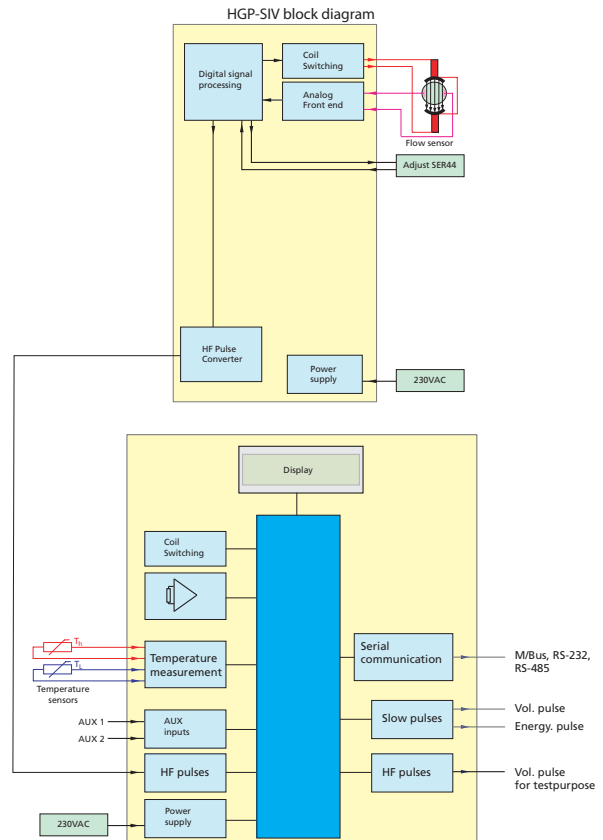 HGP-SIV block diagram
Digital signal
processing
Coil
Switching
Analog
Front end
Flow sensor
Adjust SER44
HF Pulse
Converter
Power
supply
230VAC
Display
Coil
Switching
Th
TL
Temperature
sensors
Temperature
measurement
Serial
communication
M/Bus, RS-232,
RS-485
AUX 1
AUX 2
AUX
inputs
Slow pulses
Vol. pulse
Energy. pulse
HF pulses
HF pulses
Vol. pulse
for testpurpose
230VAC
Power
supply